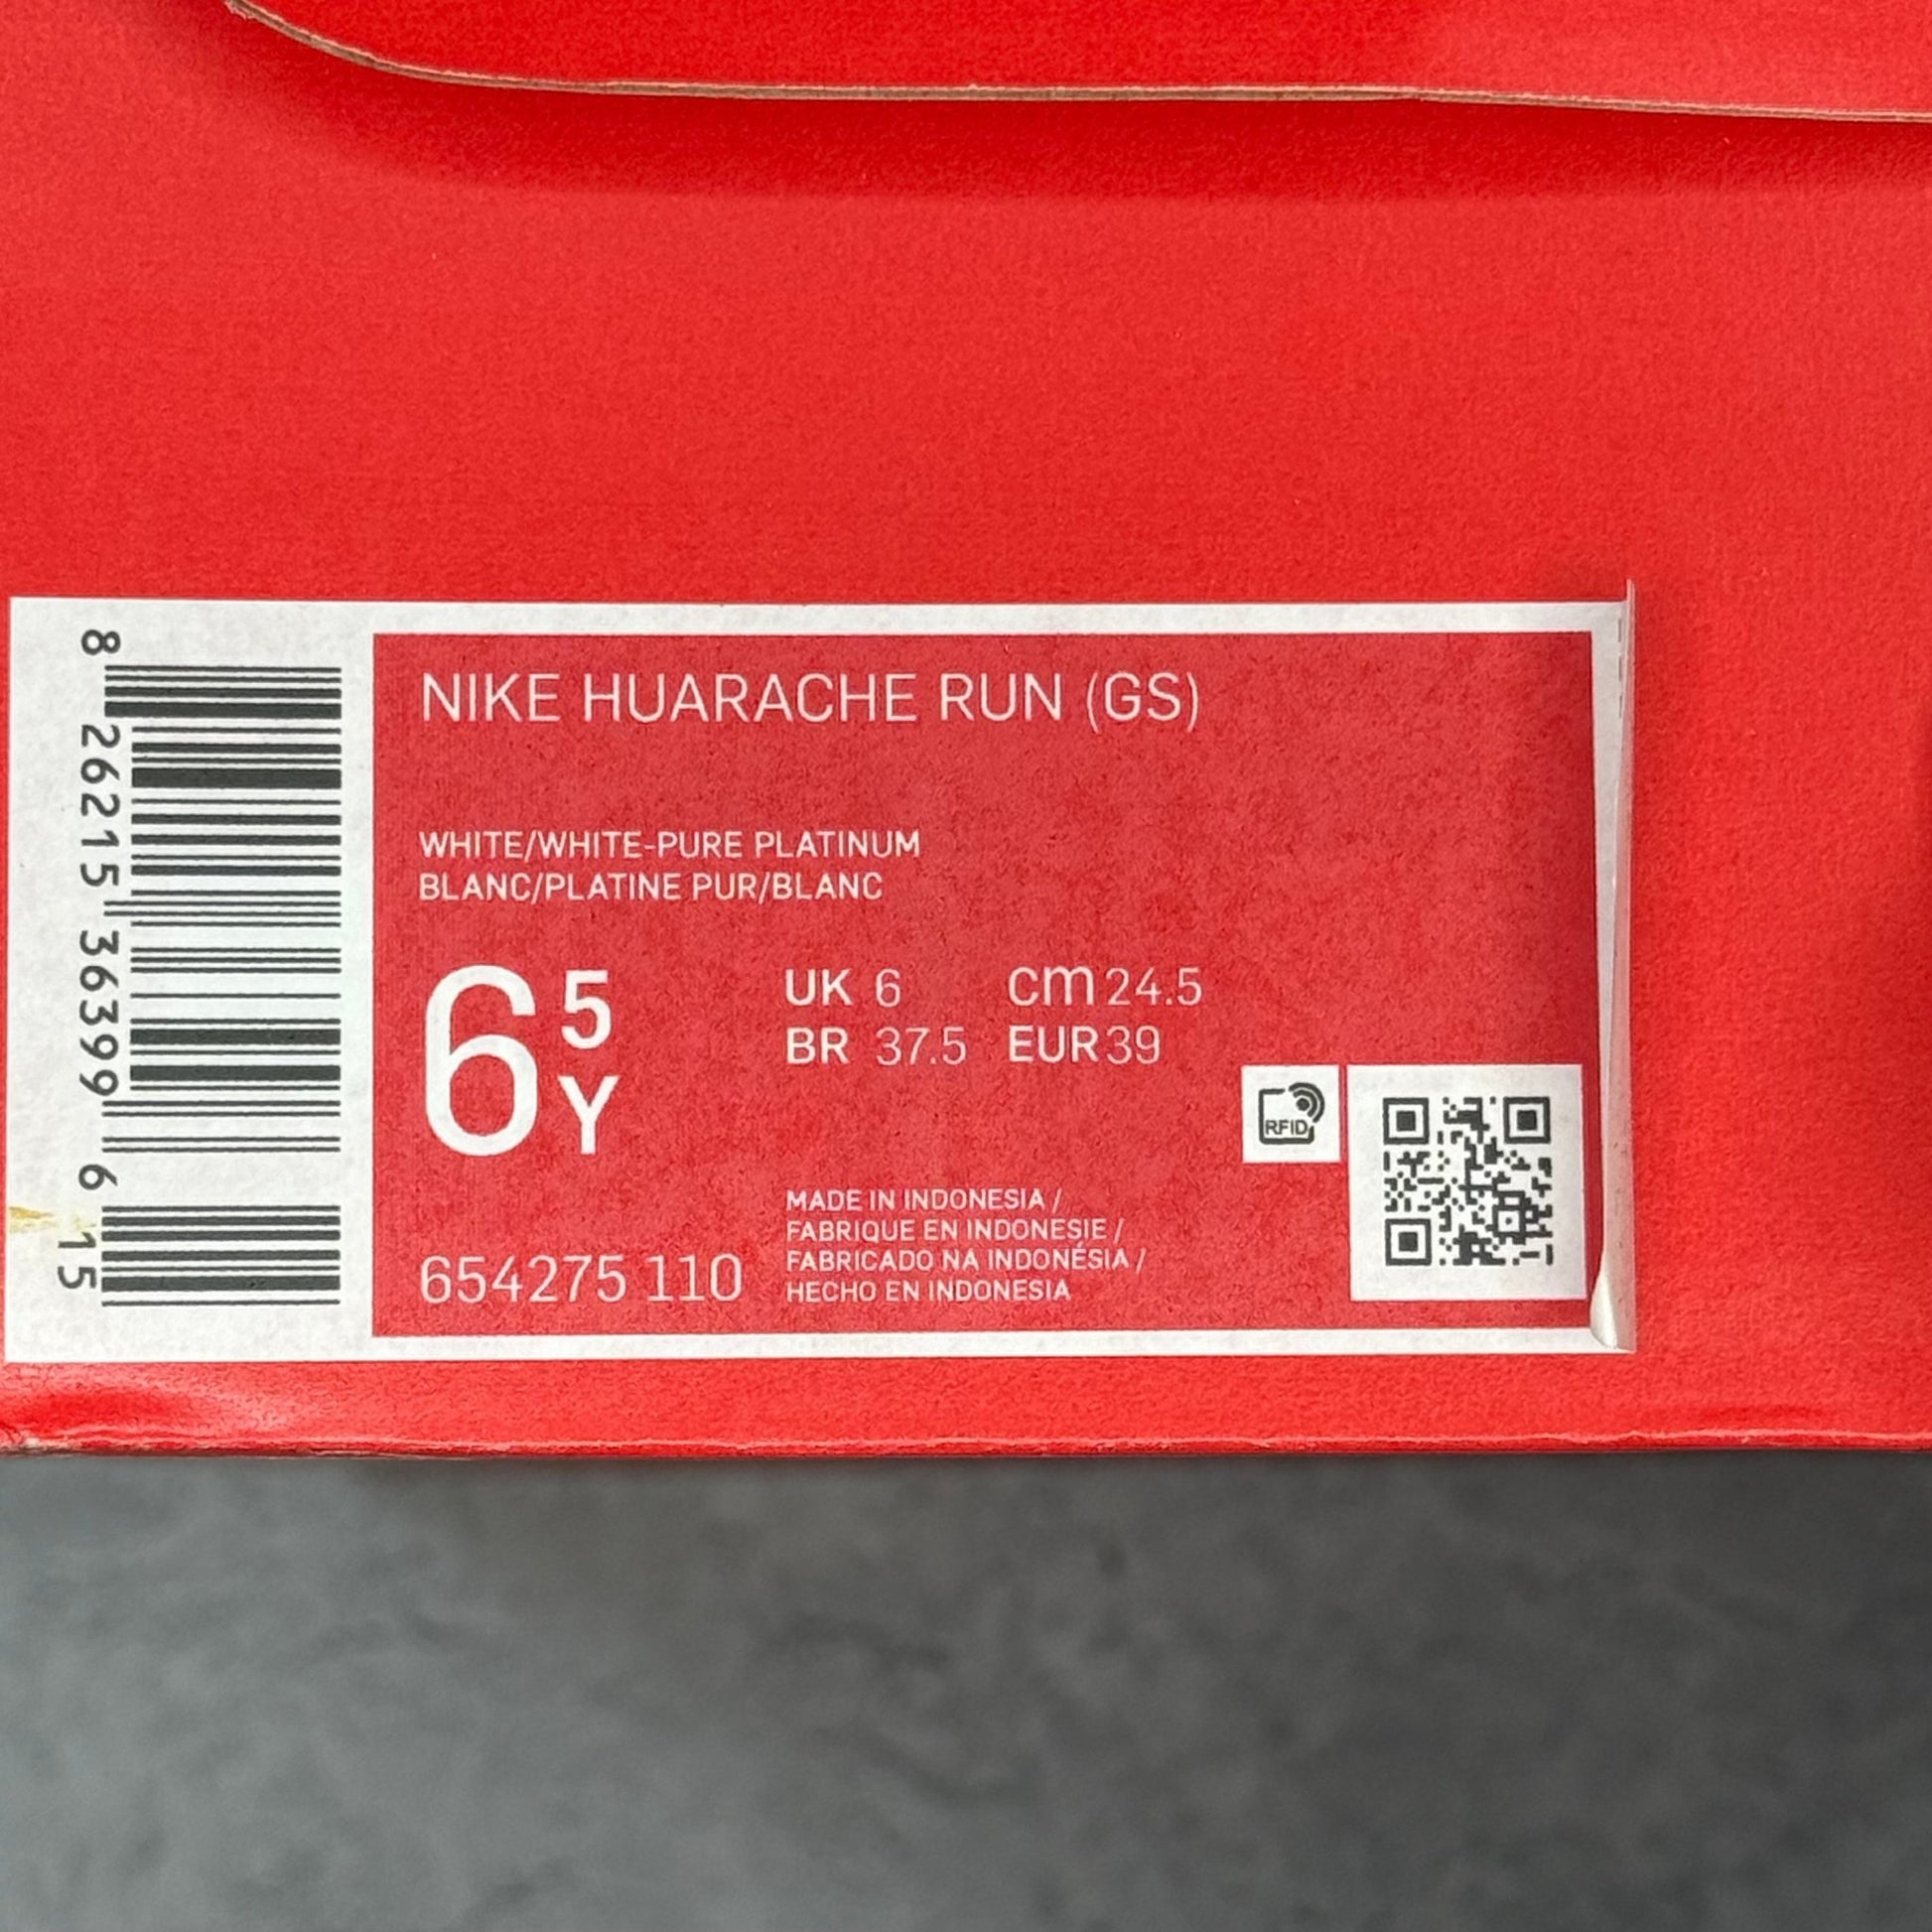 8 26215 36399 6 15
NIKE HUARACHE RUN (GS)
WHITE/WHITE-PURE PLATINUM
BLANC/PLATINE PUR/BLANC
6 5 Y
UK 6 cm 24.5
BR 37.5 EUR 39
RFID
MADE IN INDONESIA /
FABRIQUE EN INDONESIE /
FABRICADO NA INDONÉSIA /
HECHO EN INDONESIA
654275 110